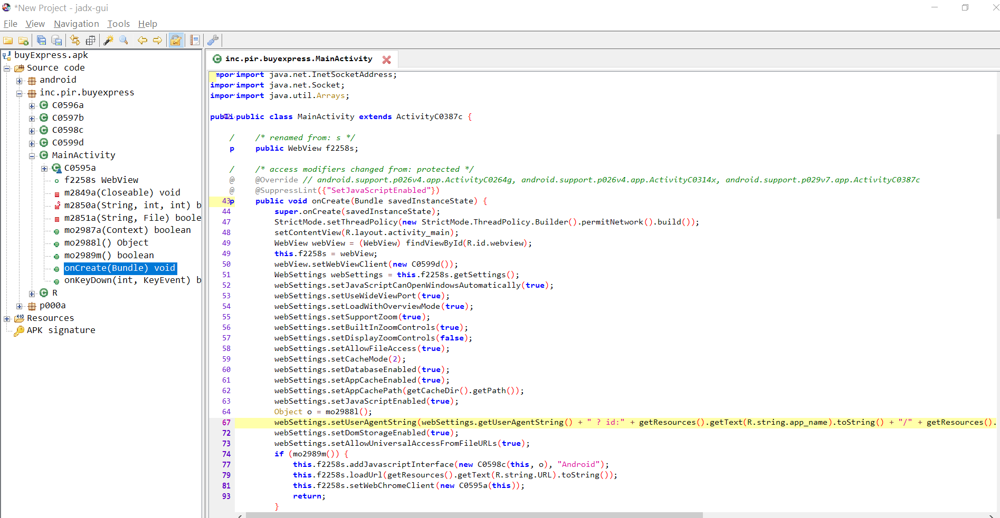 *New Project - jadx-gui
File View Navigation Tools Help
buyExpress.apk
Source code
android
inc.pir.buyexpress
C0596a
C0597b
C0598c
C0599d
MainActivity
C0595a
f2258s WebView
m2849a(Closeable) void
m2850a(String, int, int) b
m2851a(String, File) boole
mo2987a(Context) boolean
mo2988l() Object
mo2989m() boolean
onCreate(Bundle) void
onKeyDown(int, KeyEvent) b
R
p000a
Resources
APK signature
inc.pir.buyexpress.MainActivity
import java.net.InetSocketAddress;
import java.net.Socket;
import java.util.Arrays;
public class MainActivity extends ActivityC0387c {
/* renamed from: s */
public WebView f2258s;
/* access modifiers changed from: protected */
@Override // android.support.p026v4.app.ActivityC0264g, android.support.p026v4.app.ActivityC0314x, android.support.p029v7.app.ActivityC0387c
@SuppressLint({"SetJavaScriptEnabled"})
43 public void onCreate(Bundle savedInstanceState) {
44 super.onCreate(savedInstanceState);
47 StrictMode.setThreadPolicy(new StrictMode.ThreadPolicy.Builder().permitNetwork().build());
48 setContentView(R.layout.activity_main);
49 WebView webView = (WebView) findViewById(R.id.webview);
49 this.f2258s = webView;
50 webView.setWebViewClient(new C0599d());
51 WebSettings webSettings = this.f2258s.getSettings();
52 webSettings.setJavaScriptCanOpenWindowsAutomatically(true);
53 webSettings.setUseWideViewPort(true);
54 webSettings.setLoadWithOverviewMode(true);
55 webSettings.setSupportZoom(true);
56 webSettings.setBuiltInZoomControls(true);
57 webSettings.setDisplayZoomControls(false);
58 webSettings.setAllowFileAccess(true);
59 webSettings.setCacheMode(2);
60 webSettings.setDatabaseEnabled(true);
61 webSettings.setAppCacheEnabled(true);
62 webSettings.setAppCachePath(getCacheDir().getPath());
63 webSettings.setJavaScriptEnabled(true);
64 Object o = mo2988l();
67 webSettings.setUserAgentString(webSettings.getUserAgentString() + " ? id:" + getResources().getText(R.string.app_name).toString() + "/" + getResources().
72 webSettings.setDomStorageEnabled(true);
73 webSettings.setAllowUniversalAccessFromFileURLs(true);
74 if (mo2989m()) {
77 this.f2258s.addJavascriptInterface(new C0598c(this, o), "Android");
79 this.f2258s.loadUrl(getResources().getText(R.string.URL).toString());
81 this.f2258s.setWebChromeClient(new C0595a(this));
93 return;
}